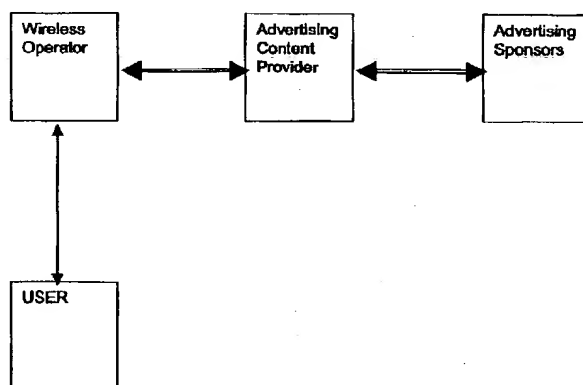 Wireless
Operator
Advertising
Content
Provider
Advertising
Sponsors
USER